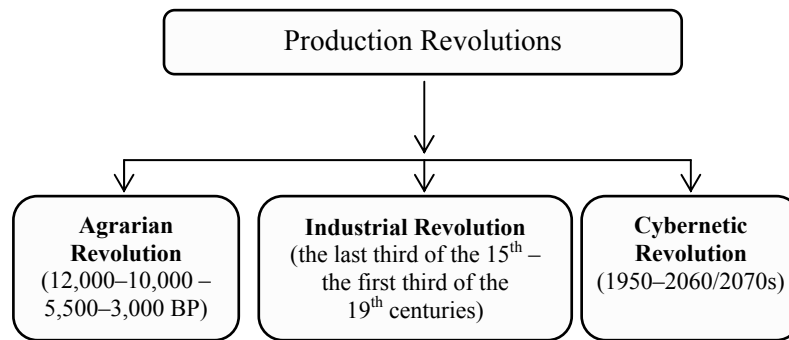 Production Revolutions
Agrarian
Revolution
(12,000–10,000 –
5,500–3,000 BP)
Industrial Revolution
(the last third of the 15th –
the first third of the
19th centuries)
Cybernetic
Revolution
(1950–2060/2070s)